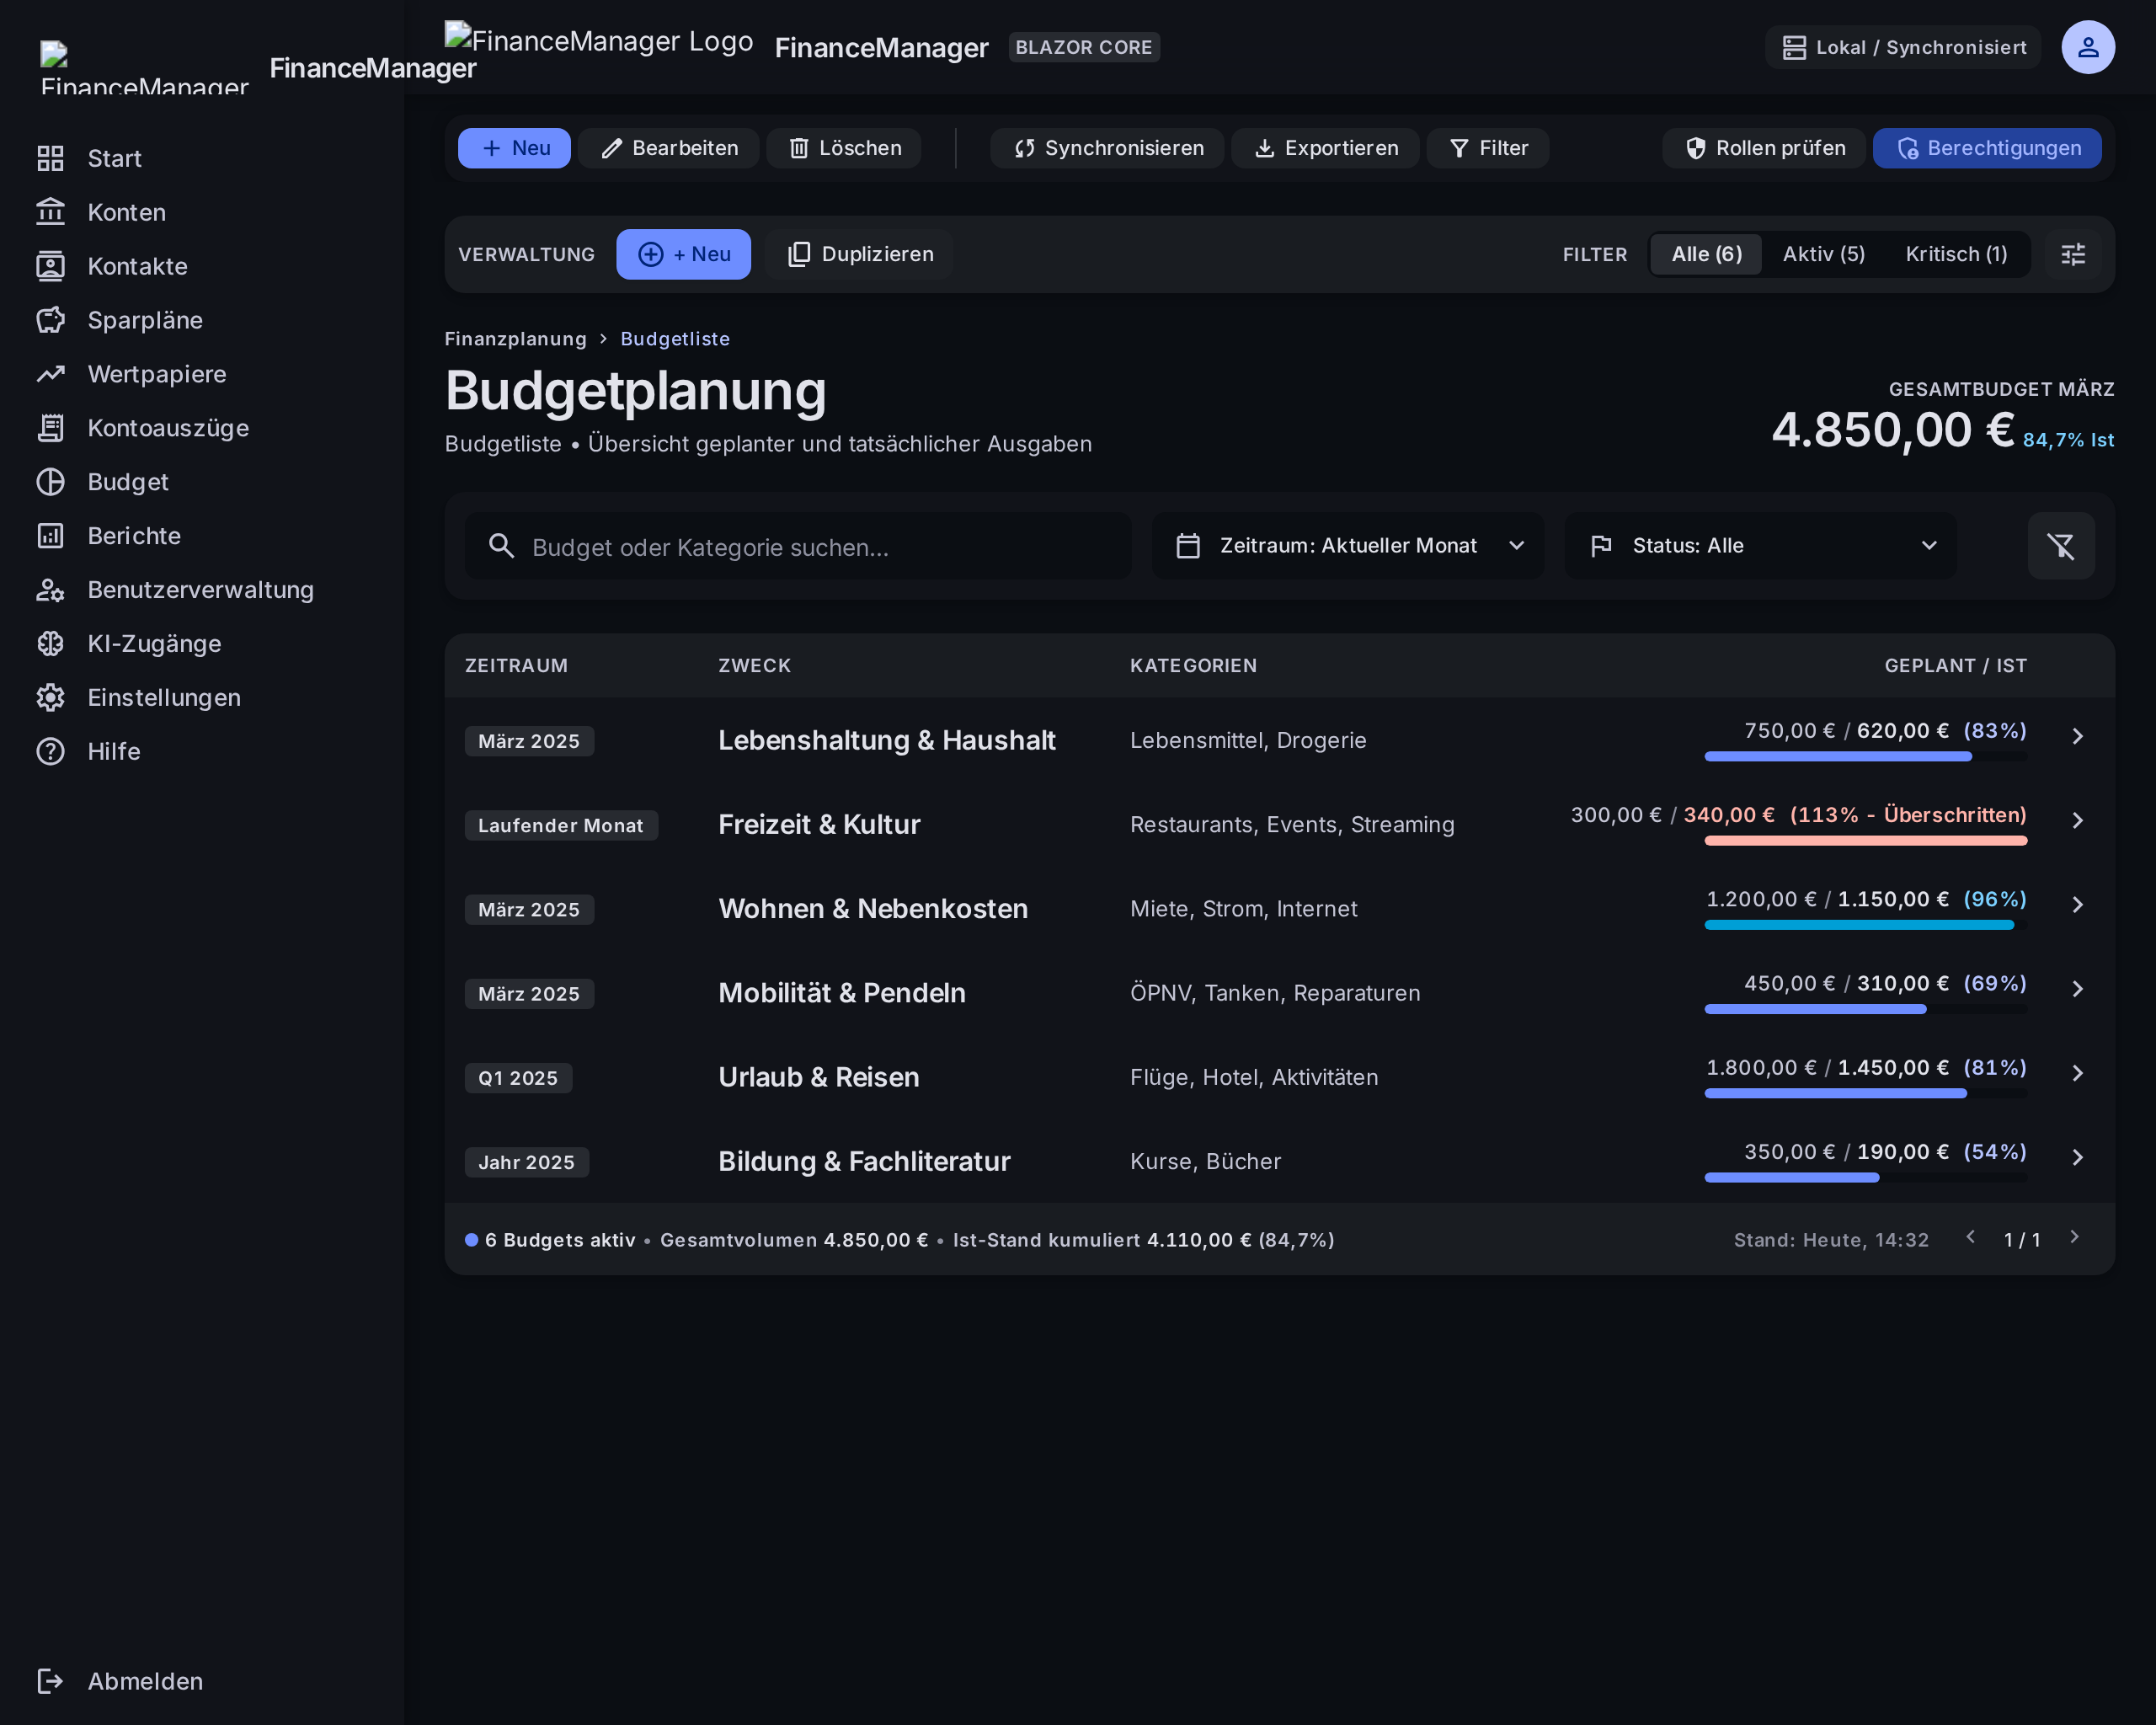 FinanceManager
FinanceManager
FinanceManager Logo
FinanceManager
BLAZOR CORE
Lokal / Synchronisiert
Start
Konten
Kontakte
Sparpläne
Wertpapiere
Kontoauszüge
Budget
Berichte
Benutzerverwaltung
KI-Zugänge
Einstellungen
Hilfe
Abmelden
Neu
Bearbeiten
Löschen
Synchronisieren
Exportieren
Filter
Rollen prüfen
Berechtigungen
VERWALTUNG
+ Neu
Duplizieren
FILTER
Alle (6)
Aktiv (5)
Kritisch (1)
Finanzplanung > Budgetliste
Budgetplanung
Budgetliste • Übersicht geplanter und tatsächlicher Ausgaben
GESAMTBUDGET MÄRZ
4.850,00 € 84,7% Ist
Budget oder Kategorie suchen...
Zeitraum: Aktueller Monat
Status: Alle
ZEITRAUM ZWECK KATEGORIEN GEPLANT / IST
März 2025 Lebenshaltung & Haushalt Lebensmittel, Drogerie 750,00 € / 620,00 € (83%)
Laufender Monat Freizeit & Kultur Restaurants, Events, Streaming 300,00 € / 340,00 € (113% - Überschritten)
März 2025 Wohnen & Nebenkosten Miete, Strom, Internet 1.200,00 € / 1.150,00 € (96%)
März 2025 Mobilität & Pendeln ÖPNV, Tanken, Reparaturen 450,00 € / 310,00 € (69%)
Q1 2025 Urlaub & Reisen Flüge, Hotel, Aktivitäten 1.800,00 € / 1.450,00 € (81%)
Jahr 2025 Bildung & Fachliteratur Kurse, Bücher 350,00 € / 190,00 € (54%)
6 Budgets aktiv • Gesamtvolumen 4.850,00 € • Ist-Stand kumuliert 4.110,00 € (84,7%)
Stand: Heute, 14:32
1 / 1